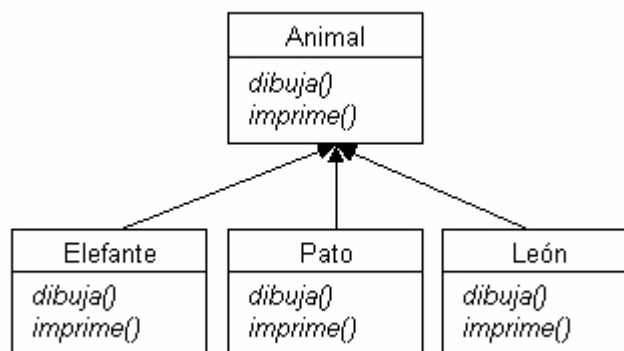 Animal
dibuja()
imprime()
Elefante
dibuja()
imprime()
Pato
dibuja()
imprime()
León
dibuja()
imprime()